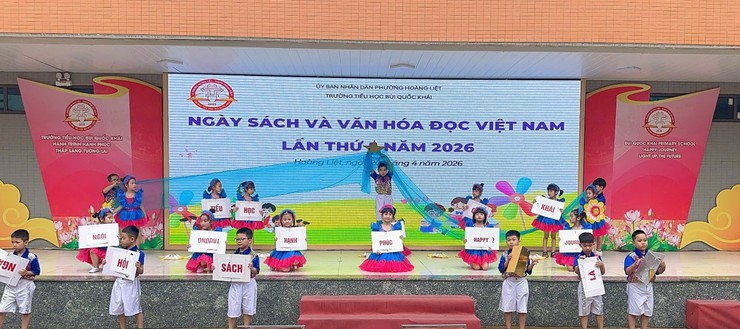 ỦY BAN NHÂN DÂN PHƯỜNG HOÀNG LIỆT
TRƯỜNG TIỂU HỌC BÙI QUỐC KHÁI
NGÀY SÁCH VÀ VĂN HÓA ĐỌC VIỆT NAM
LẦN THỨ NĂM 2026
Hoàng Liệt, tháng 4 năm 2026
TRƯỜNG TIỂU HỌC BÙI QUỐC KHÁI
HÀNH TRÌNH HẠNH PHÚC
THẮP SÁNG TƯƠNG LAI
BUI QUOC KHAI PRIMARY SCHOOL
HAPPY JOURNEY
LIGHT UP THE FUTURE
TIỂU
HỌC
KHÁI
NGÔI
HẠNH
PHÚC
HAPPY
NGÀ
HỘI
SÁCH